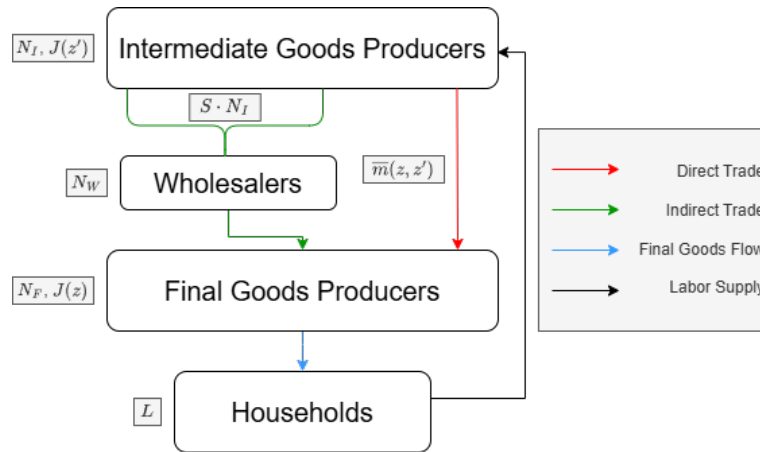 N_I, J(z')
Intermediate Goods Producers
S · N_I
N_W
Wholesalers
m̅(z, z')
Direct Trade
Indirect Trade
Final Goods Flow
Labor Supply
N_F, J(z)
Final Goods Producers
L
Households